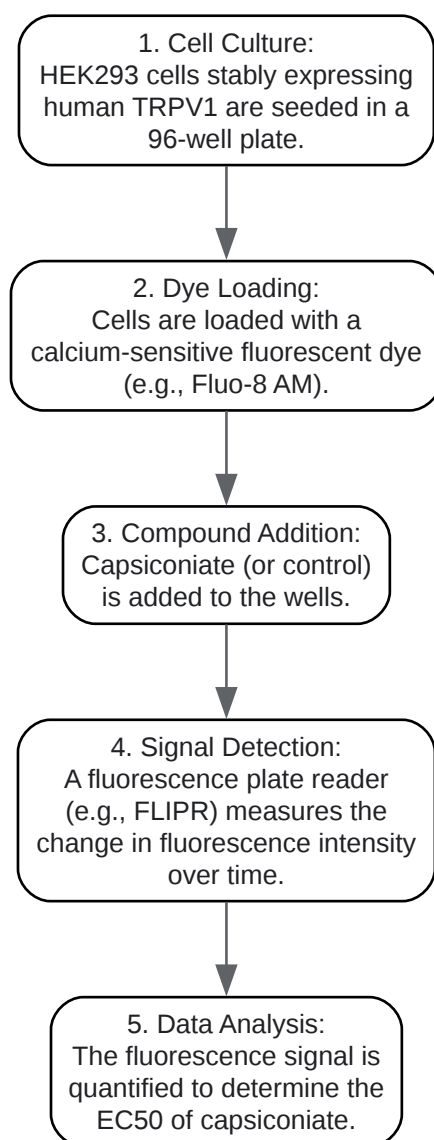 1. Cell Culture:
HEK293 cells stably expressing
human TRPV1 are seeded in a
96-well plate.
2. Dye Loading:
Cells are loaded with a
calcium-sensitive fluorescent dye
(e.g., Fluo-8 AM).
3. Compound Addition:
Capsiconiate (or control)
is added to the wells.
4. Signal Detection:
A fluorescence plate reader
(e.g., FLIPR) measures the
change in fluorescence intensity
over time.
5. Data Analysis:
The fluorescence signal is
quantified to determine the
EC50 of capsiconiate.